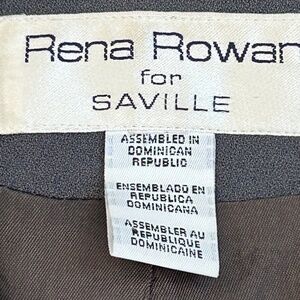 Rena Rowan
for
SAVILLE
ASSEMBLED IN
DOMINICAN
REPUBLIC
ENSEMBLADO EN
REPUBLICA
DOMINICANA
ASSEMBLER AU
REPUBLIQUE
DOMINICAINE